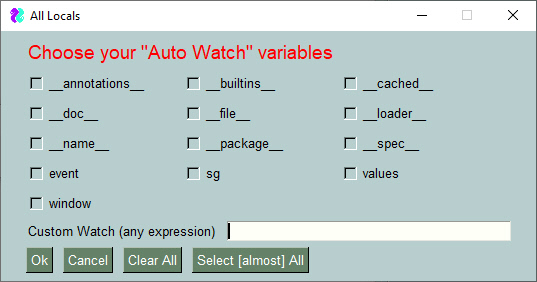 All Locals
Choose your "Auto Watch" variables
__annotations__ __builtins__ __cached__
__doc__ __file__ __loader__
__name__ __package__ __spec__
event sg values
window
Custom Watch (any expression)
Ok Cancel Clear All Select [almost] All